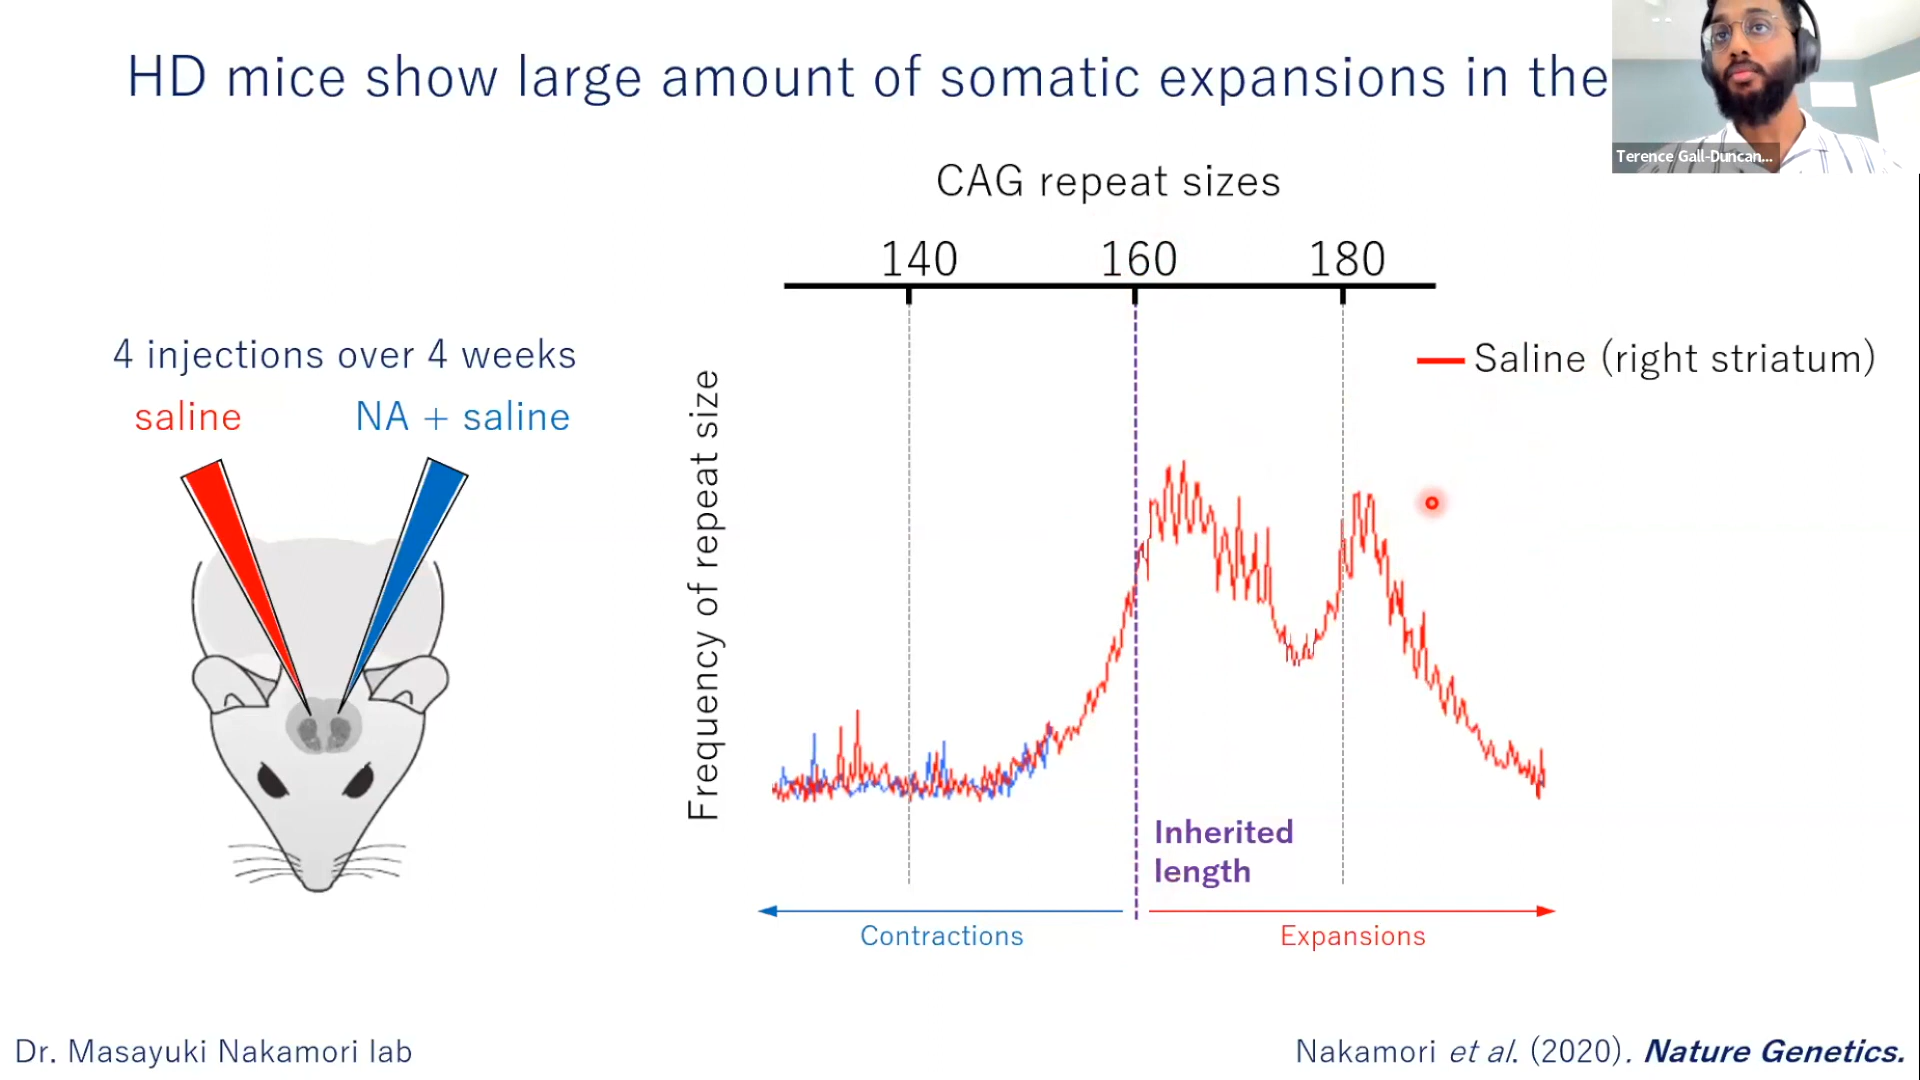 HD mice show large amount of somatic expansions in the
Terence Gall-Duncan...
CAG repeat sizes
140 160 180
4 injections over 4 weeks
saline NA + saline
Saline (right striatum)
Frequency of repeat size
Inherited
length
Contractions
Expansions
Dr. Masayuki Nakamori lab
Nakamori et al. (2020). Nature Genetics.